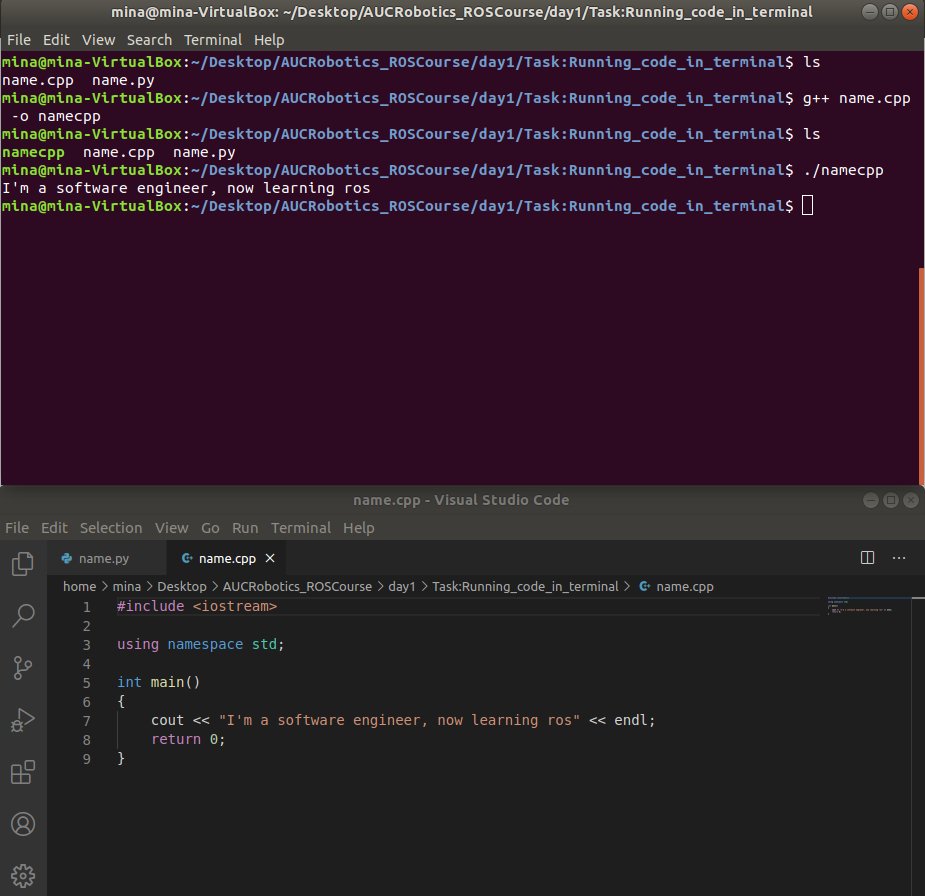 mina@mina-VirtualBox: ~/Desktop/AUCRobotics_ROSCourse/day1/Task:Running_code_in_terminal
File Edit View Search Terminal Help
mina@mina-VirtualBox:~/Desktop/AUCRobotics_ROSCourse/day1/Task:Running_code_in_terminal$ ls
name.cpp  name.py
mina@mina-VirtualBox:~/Desktop/AUCRobotics_ROSCourse/day1/Task:Running_code_in_terminal$ g++ name.cpp
 -o namecpp
mina@mina-VirtualBox:~/Desktop/AUCRobotics_ROSCourse/day1/Task:Running_code_in_terminal$ ls
namecpp  name.cpp  name.py
mina@mina-VirtualBox:~/Desktop/AUCRobotics_ROSCourse/day1/Task:Running_code_in_terminal$ ./namecpp
I'm a software engineer, now learning ros
mina@mina-VirtualBox:~/Desktop/AUCRobotics_ROSCourse/day1/Task:Running_code_in_terminal$
name.cpp - Visual Studio Code
File Edit Selection View Go Run Terminal Help
name.py name.cpp
home > mina > Desktop > AUCRobotics_ROSCourse > day1 > Task:Running_code_in_terminal > name.cpp
1 #include <iostream>
2
3 using namespace std;
4
5 int main()
6 {
7     cout << "I'm a software engineer, now learning ros" << endl;
8     return 0;
9 }